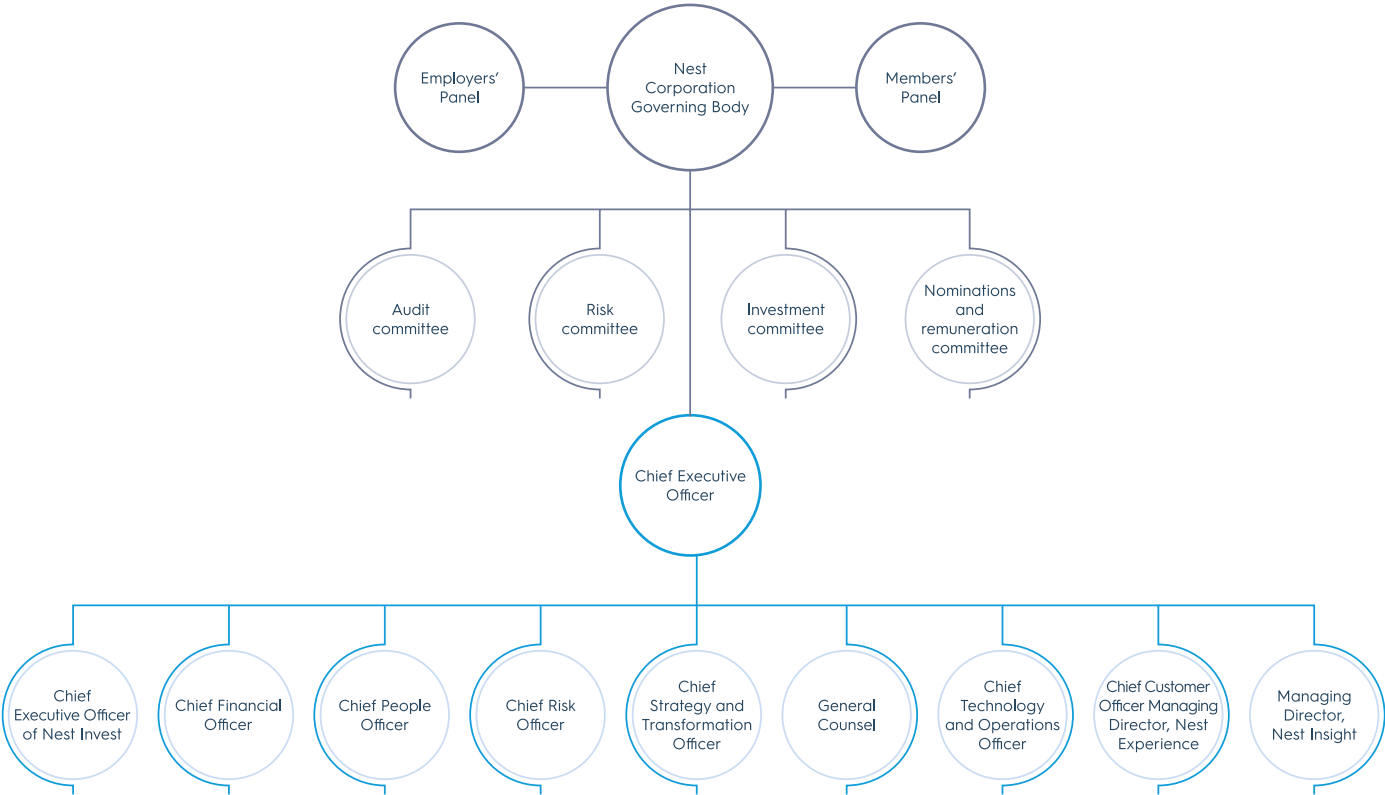 Employers'
Panel
Nest
Corporation
Governing Body
Members'
Panel
Audit
committee
Risk
committee
Investment
committee
Nominations
and
remuneration
committee
Chief Executive
Officer
Chief
Executive Officer
of Nest Invest
Chief Financial
Officer
Chief People
Officer
Chief Risk
Officer
Chief
Strategy and
Transformation
Officer
General
Counsel
Chief
Technology
and Operations
Officer
Chief Customer
Officer Managing
Director, Nest
Experience
Managing
Director,
Nest Insight